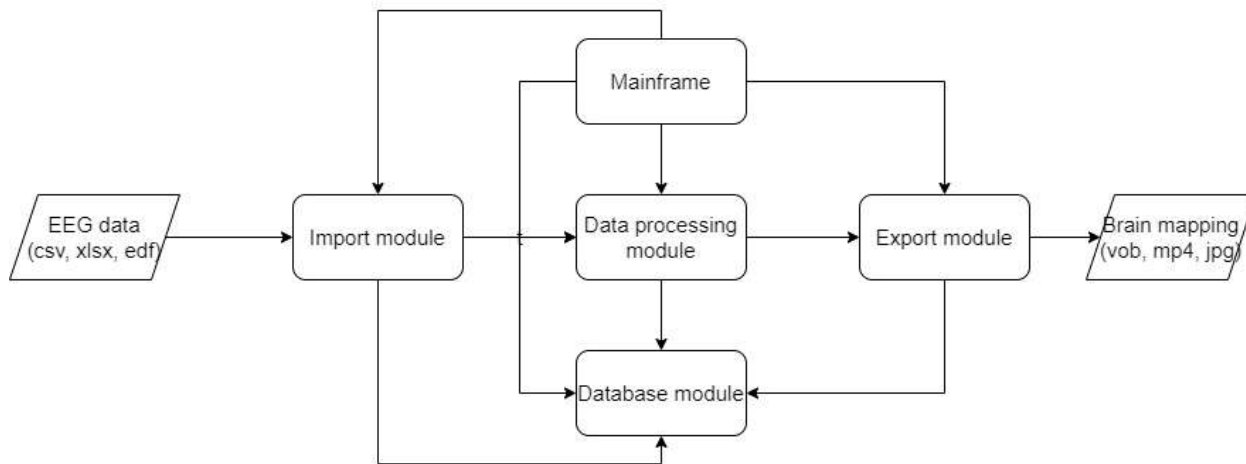 Mainframe
EEG data
(csv, xlsx, edf)
Import module
Data processing
module
Export module
Brain mapping
(vob, mp4, jpg)
Database module